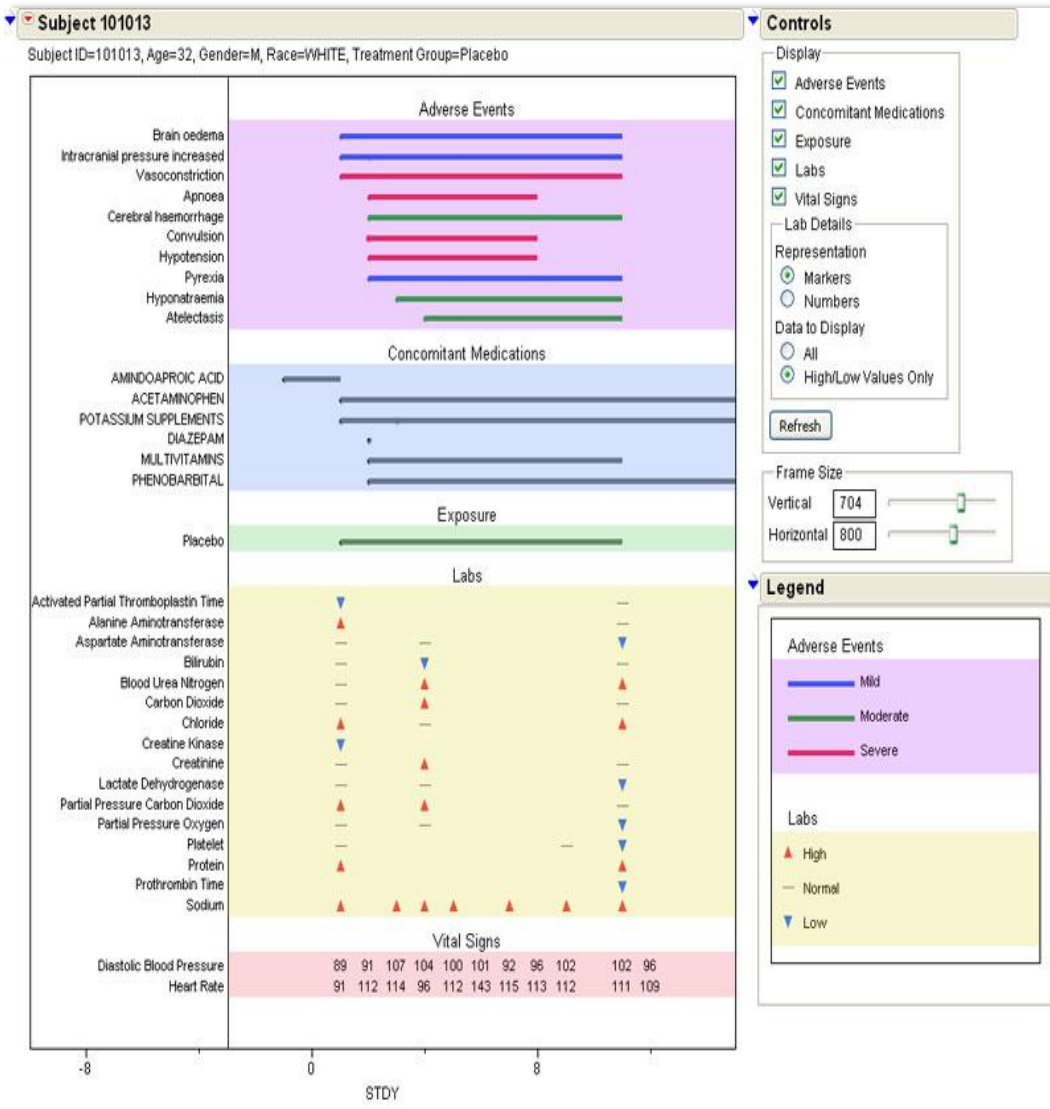 Subject 101013
Subject ID=101013, Age=32, Gender=M, Race=WHITE, Treatment Group=Placebo
Adverse Events
Brain oedema
Intracranial pressure increased
Vasoconstriction
Apnoea
Cerebral haemorrhage
Convulsion
Hypotension
Pyrexia
Hyponatraemia
Atelectasis
Concomitant Medications
AMINDOAPROIC ACID
ACETAMINOPHEN
POTASSIUM SUPPLEMENTS
DIAZEPAM
MULTIVITAMINS
PHENOBARBITAL
Exposure
Placebo
Labs
Activated Partial Thromboplastin Time
Alanine Aminotransferase
Aspartate Aminotransferase
Bilirubin
Blood Urea Nitrogen
Carbon Dioxide
Chloride
Creatine Kinase
Creatinine
Lactate Dehydrogenase
Partial Pressure Carbon Dioxide
Partial Pressure Oxygen
Platelet
Protein
Prothrombin Time
Sodium
Vital Signs
Diastolic Blood Pressure 89 91 107 104 100 101 92 96 102 102 96
Heart Rate 91 112 114 96 112 143 115 113 112 111 109
-8 0 8
STDY
Controls
Display
Adverse Events
Concomitant Medications
Exposure
Labs
Vital Signs
Lab Details
Representation
Markers
Numbers
Data to Display
All
High/Low Values Only
Refresh
Frame Size
Vertical 704
Horizontal 800
Legend
Adverse Events
Mild
Moderate
Severe
Labs
High
Normal
Low